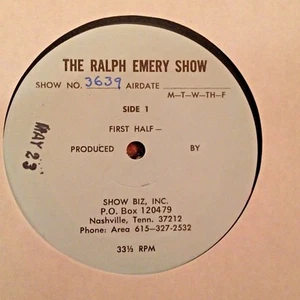 THE RALPH EMERY SHOW
SHOW NO. 3639 AIRDATE
M–T–W–TH–F
SIDE 1
FIRST HALF –
PRODUCED BY
MAY 23
SHOW BIZ, INC.
P.O. Box 120479
Nashville, Tenn. 37212
Phone: Area 615-327-2532
33⅓ RPM